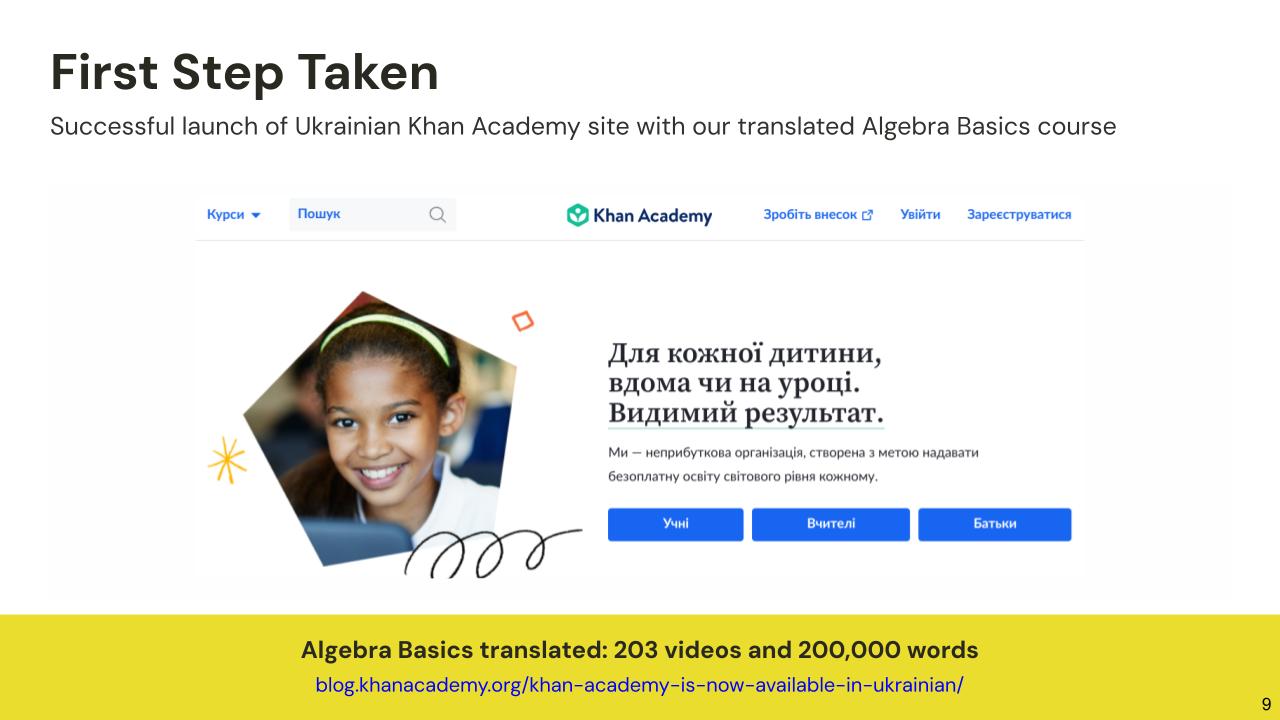 First Step Taken
Successful launch of Ukrainian Khan Academy site with our translated Algebra Basics course
Курси Пошук Khan Academy Зробіть внесок Увійти Зареєструватися
Для кожної дитини,
вдома чи на уроці.
Видимий результат.
Ми — неприбуткова організація, створена з метою надавати
безоплатну освіту світового рівня кожному.
Учні Вчителі Батьки
Algebra Basics translated: 203 videos and 200,000 words
blog.khanacademy.org/khan-academy-is-now-available-in-ukrainian/
9